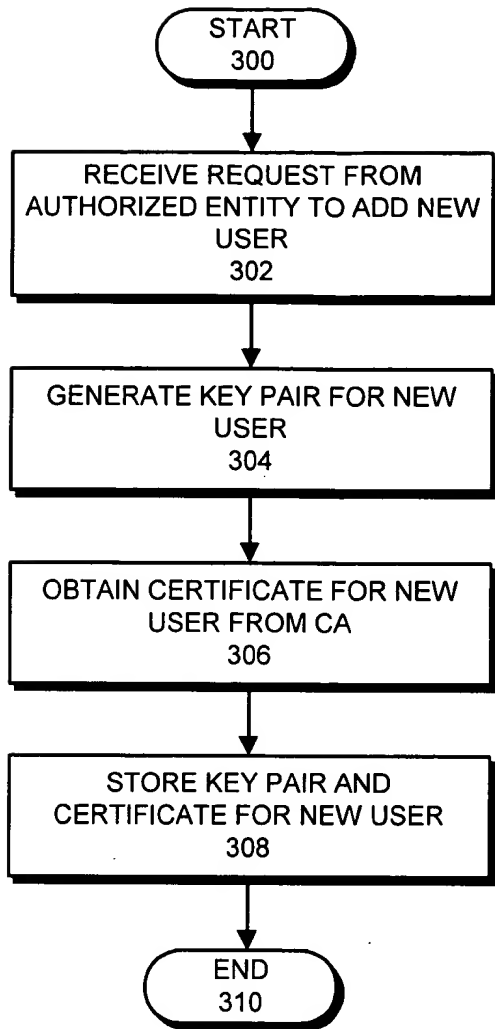 START
300
RECEIVE REQUEST FROM
AUTHORIZED ENTITY TO ADD NEW
USER
302
GENERATE KEY PAIR FOR NEW
USER
304
OBTAIN CERTIFICATE FOR NEW
USER FROM CA
306
STORE KEY PAIR AND
CERTIFICATE FOR NEW USER
308
END
310